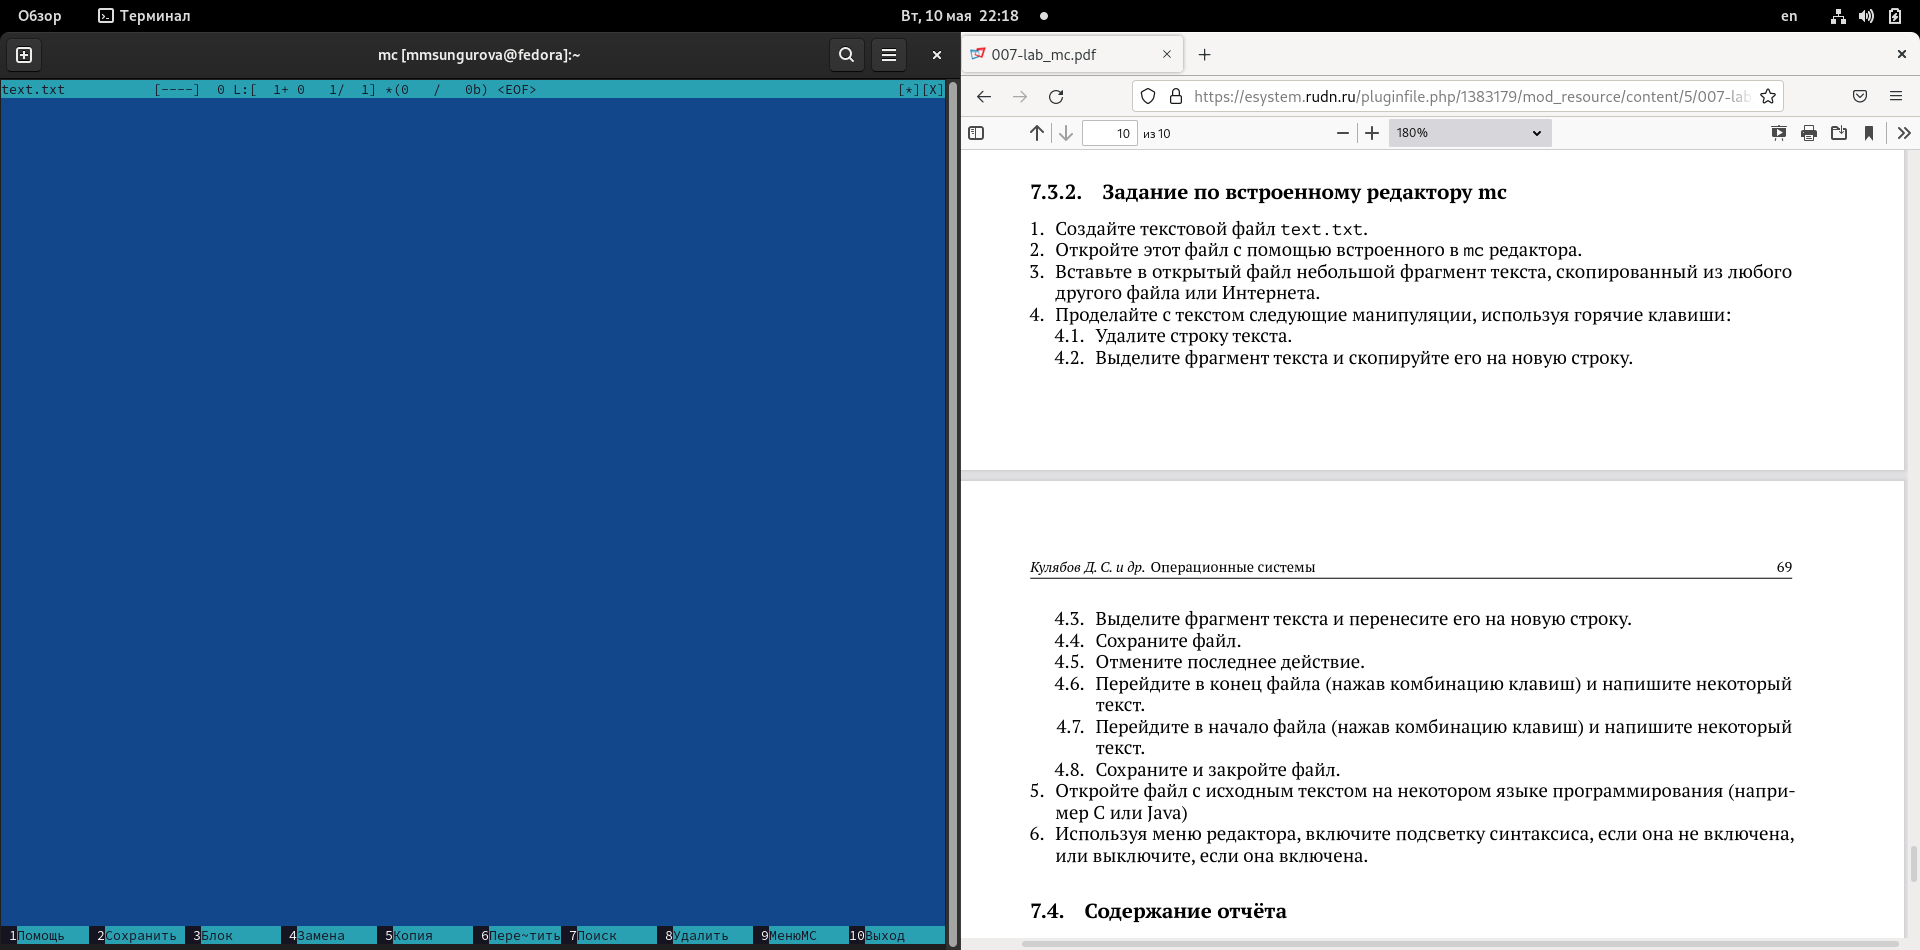 Обзор Терминал Вт, 10 мая 22:18 en
mc [mmsungurova@fedora]:~
text.txt [----] 0 L:[ 1+ 0 1/ 1] *(0 / 0b) <EOF> [*][X]
1Помощь 2Сохранить 3Блок 4Замена 5Копия 6Пере~тить 7Поиск 8Удалить 9МенюMC 10Выход
007-lab_mc.pdf
https://esystem.rudn.ru/pluginfile.php/1383179/mod_resource/content/5/007-lab
10 из 10 180%
7.3.2. Задание по встроенному редактору mc
1. Создайте текстовой файл text.txt.
2. Откройте этот файл с помощью встроенного в mc редактора.
3. Вставьте в открытый файл небольшой фрагмент текста, скопированный из любого
другого файла или Интернета.
4. Проделайте с текстом следующие манипуляции, используя горячие клавиши:
4.1. Удалите строку текста.
4.2. Выделите фрагмент текста и скопируйте его на новую строку.
Кулябов Д. С. и др. Операционные системы 69
4.3. Выделите фрагмент текста и перенесите его на новую строку.
4.4. Сохраните файл.
4.5. Отмените последнее действие.
4.6. Перейдите в конец файла (нажав комбинацию клавиш) и напишите некоторый
текст.
4.7. Перейдите в начало файла (нажав комбинацию клавиш) и напишите некоторый
текст.
4.8. Сохраните и закройте файл.
5. Откройте файл с исходным текстом на некотором языке программирования (напри-
мер C или Java)
6. Используя меню редактора, включите подсветку синтаксиса, если она не включена,
или выключите, если она включена.
7.4. Содержание отчёта